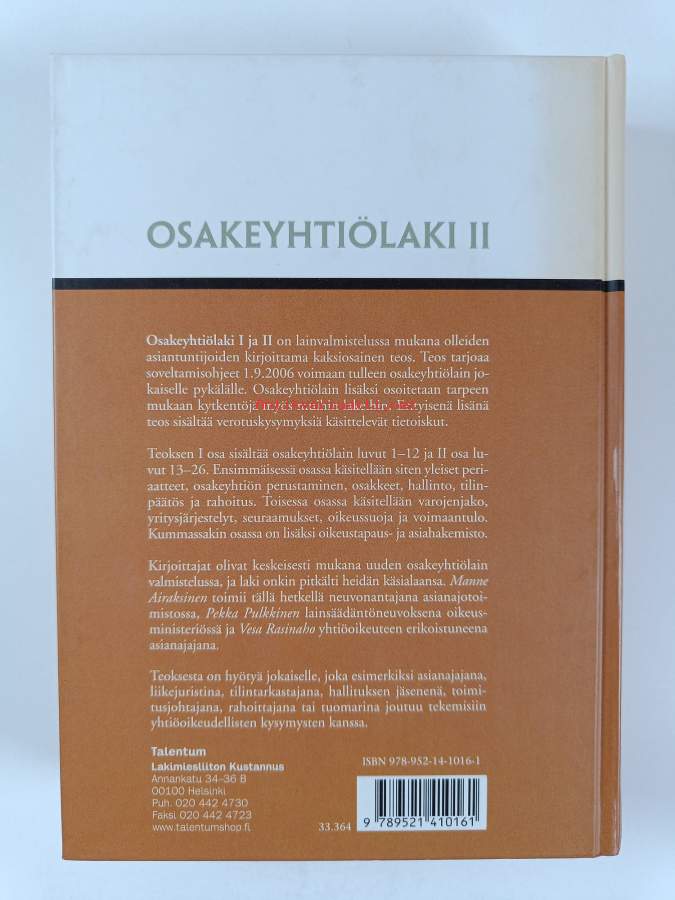 OSAKEYHTIÖLAKI II
Osakeyhtiölaki I ja II on lainvalmistelussa mukana olleiden
asiantuntijoiden kirjoittama kaksiosainen teos. Teos tarjoaa
soveltamisohjeet 1.9.2006 voimaan tulleen osakeyhtiölain jo-
kaiselle pykälälle. Osakeyhtiölain lisäksi osoitetaan tarpeen
mukaan kytkentöjä myös muihin lakeihin. Erityisenä lisänä
teos sisältää verotuskysymyksiä käsittelevät tietoiskut.
Teoksen I osa sisältää osakeyhtiölain luvut 1–12 ja II osa lu-
vut 13–26. Ensimmäisessä osassa käsitellään siten yleiset peri-
aatteet, osakeyhtiön perustaminen, osakkeet, hallinto, tilin-
päätös ja rahoitus. Toisessa osassa käsitellään varojenjako,
yritysjärjestelyt, seuraamukset, oikeussuoja ja voimaantulo.
Kummassakin osassa on lisäksi oikeustapaus- ja asiahakemisto.
Kirjoittajat olivat keskeisesti mukana uuden osakeyhtiölain
valmistelussa, ja laki onkin pitkälti heidän käsialaansa. Manne
Airaksinen toimii tällä hetkellä neuvonantajana asianajotoi-
mistossa, Pekka Pulkkinen lainsäädäntöneuvoksena oikeus-
ministeriössä ja Vesa Rasinaho yhtiöoikeuteen erikoistuneena
asianajajana.
Teoksesta on hyötyä jokaiselle, joka esimerkiksi asianajajana,
liikejuristina, tilintarkastajana, hallituksen jäsenenä, toimi-
tusjohtajana, rahoittajana tai tuomarina joutuu tekemisiin
yhtiöoikeudellisten kysymysten kanssa.
Talentum
Lakimiesliiton Kustannus
Annankatu 34–36 B
00100 Helsinki
Puh. 020 442 4730
Faksi 020 442 4723
www.talentumshop.fi
33.364
ISBN 978-952-14-1016-1
9 789521 410161